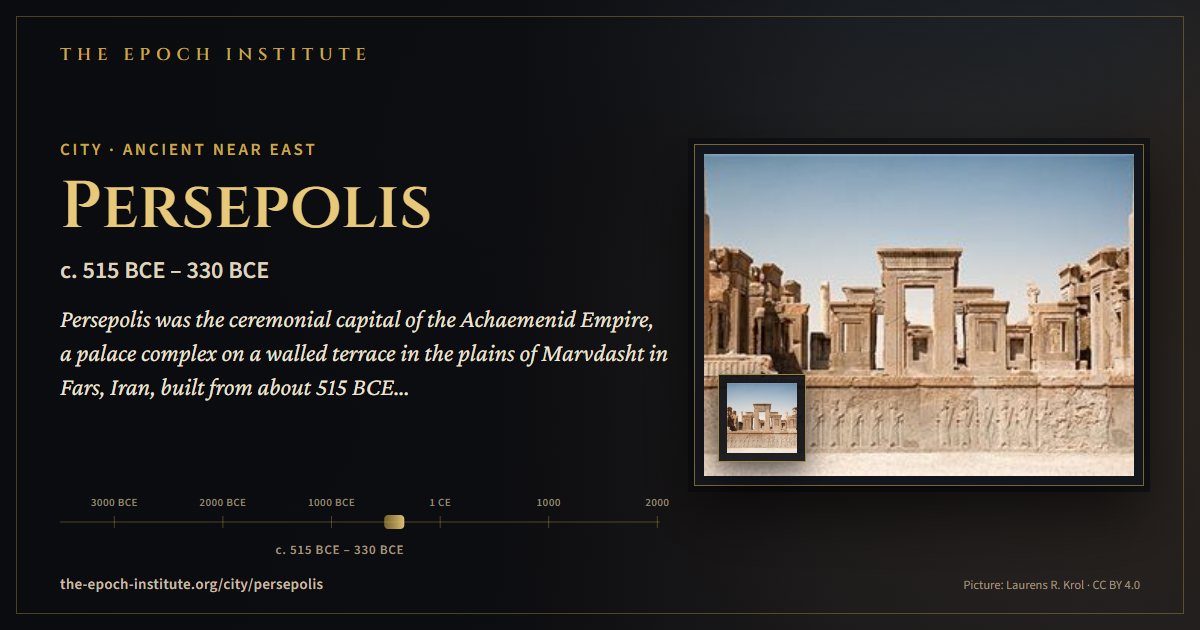 THE EPOCH INSTITUTE
CITY · ANCIENT NEAR EAST
PERSEPOLIS
c. 515 BCE – 330 BCE
Persepolis was the ceremonial capital of the Achaemenid Empire,
a palace complex on a walled terrace in the plains of Marvdasht in
Fars, Iran, built from about 515 BCE...
3000 BCE 2000 BCE 1000 BCE 1 CE 1000 2000
c. 515 BCE – 330 BCE
the-epoch-institute.org/city/persepolis
Picture: Laurens R. Krol · CC BY 4.0